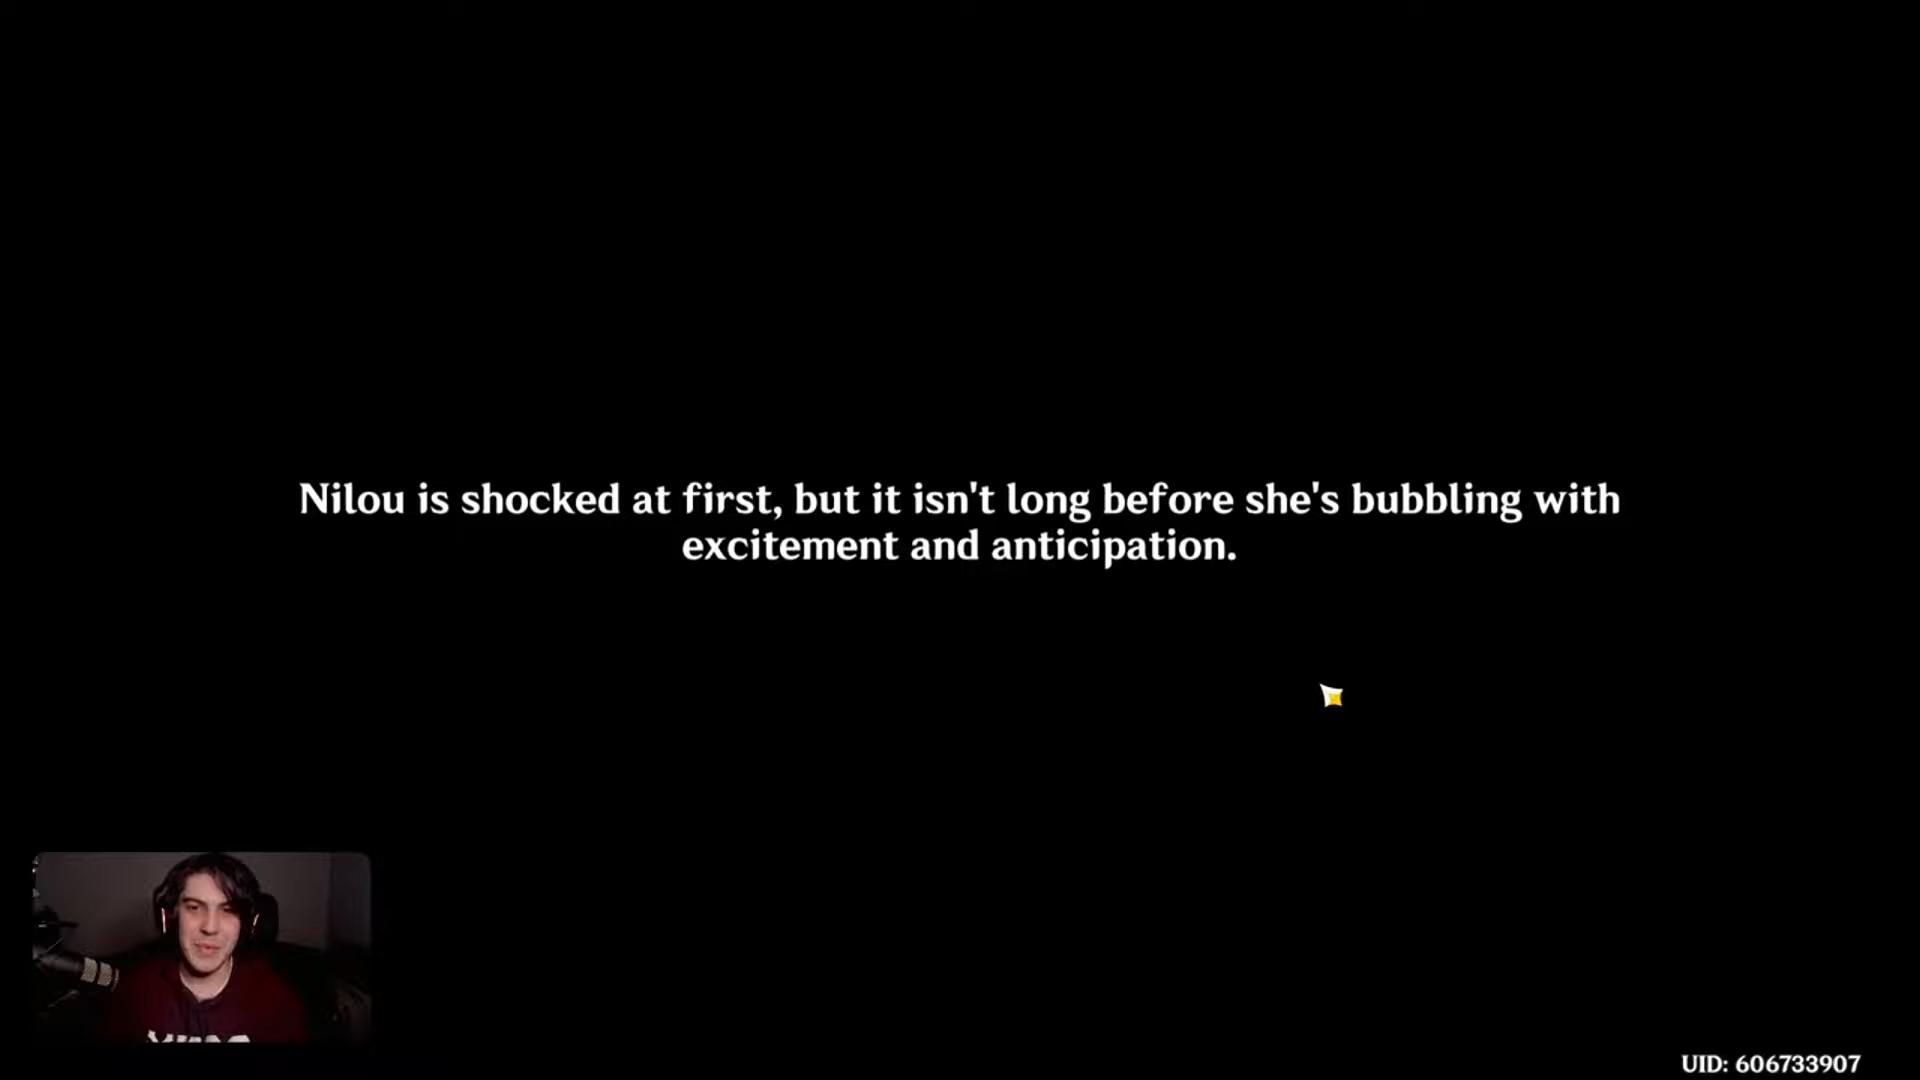 Nilou is shocked at first, but it isn't long before she's bubbling with
excitement and anticipation.
UID: 606733907